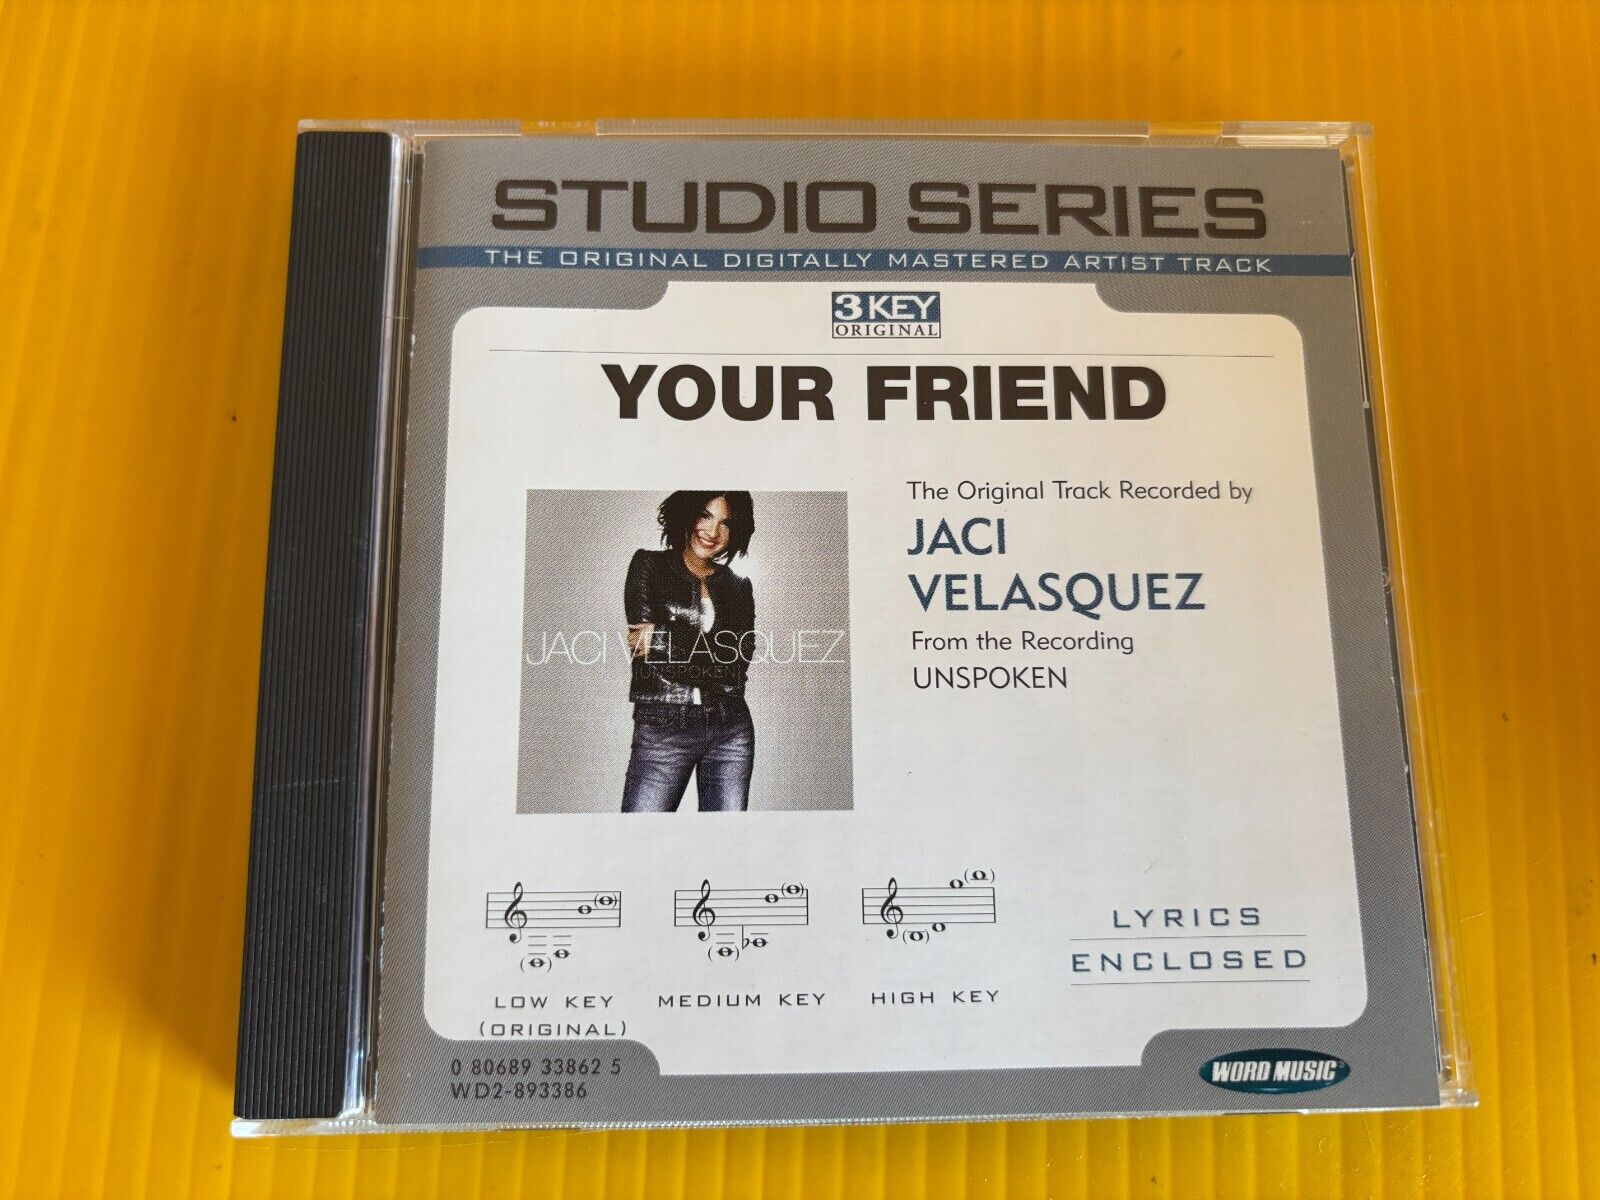 STUDIO SERIES
THE ORIGINAL DIGITALLY MASTERED ARTIST TRACK
3 KEY
ORIGINAL
YOUR FRIEND
The Original Track Recorded by
JACI
VELASQUEZ
From the Recording
UNSPOKEN
JACI VELASQUEZ
UNSPOKEN
LOW KEY
(ORIGINAL)
MEDIUM KEY
HIGH KEY
LYRICS
ENCLOSED
0 80689 33862 5
WD2-893386
WORD MUSIC